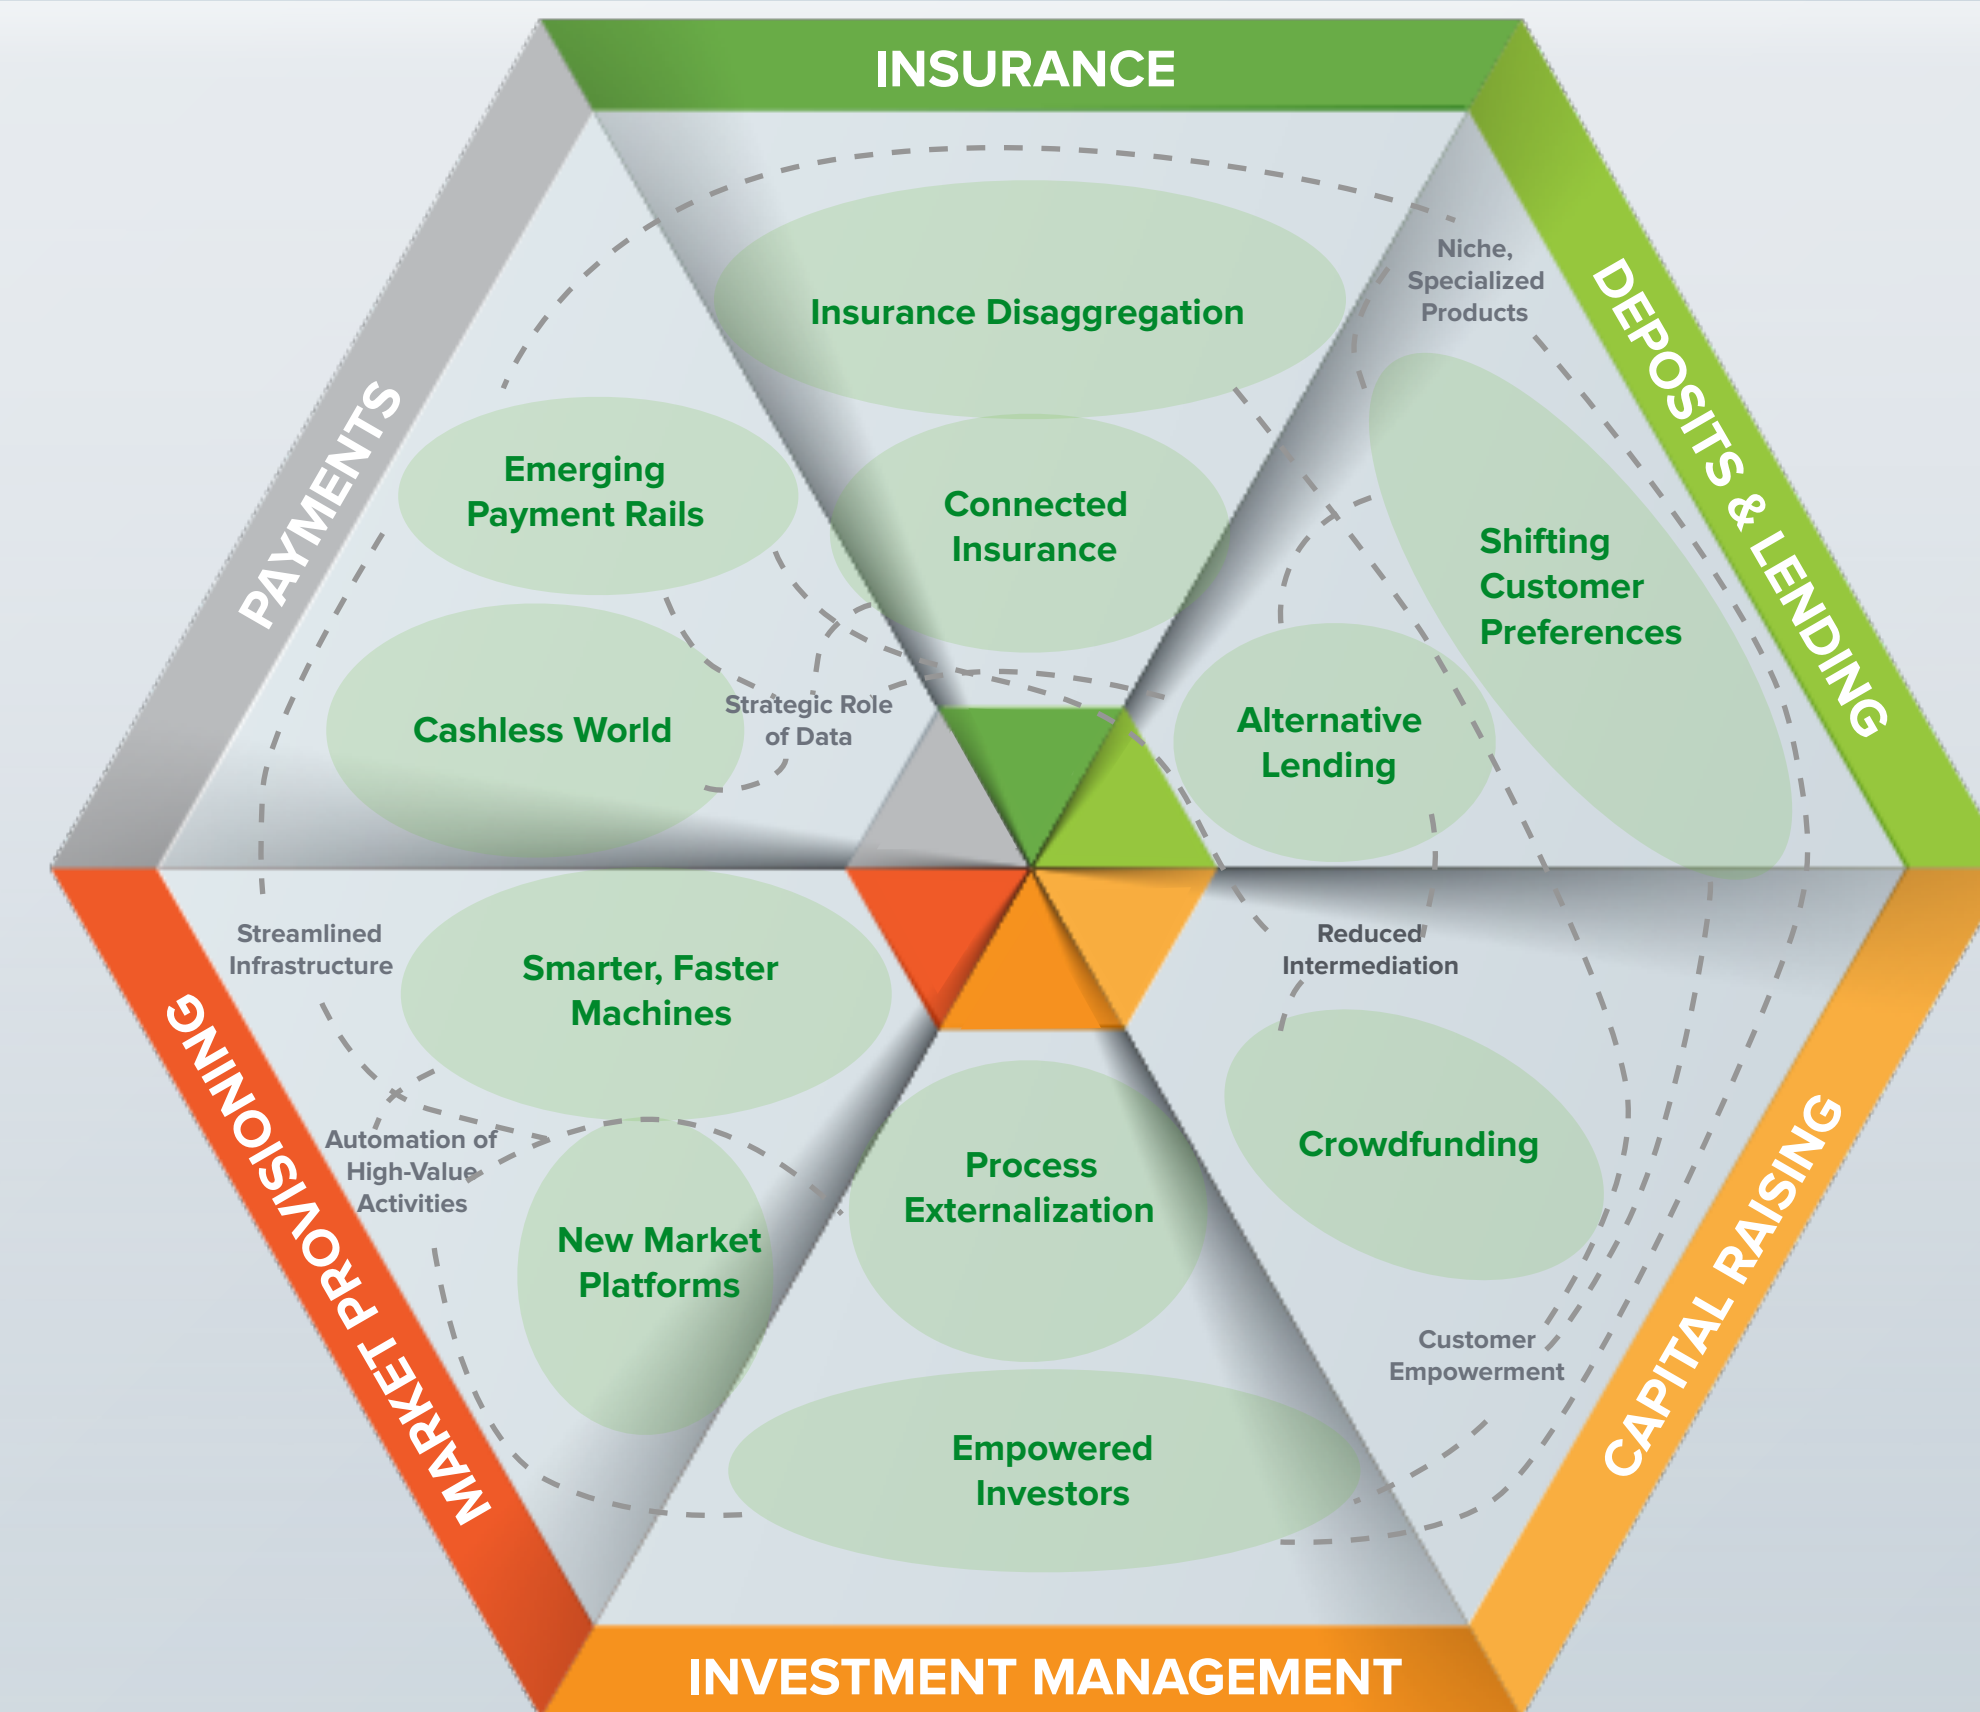 INSURANCE
Niche,
Specialized
Products
DEPOSITS & LENDING
Insurance Disaggregation
PAYMENTS
Emerging
Payment Rails
Connected
Insurance
Shifting
Customer
Preferences
Cashless World
Strategic Role
of Data
Alternative
Lending
Streamlined
Infrastructure
Smarter, Faster
Machines
Reduced
Intermediation
MARKET PROVISIONING
Automation of
High-Value
Activities
New Market
Platforms
Process
Externalization
Crowdfunding
CAPITAL RAISING
Customer
Empowerment
Empowered
Investors
INVESTMENT MANAGEMENT